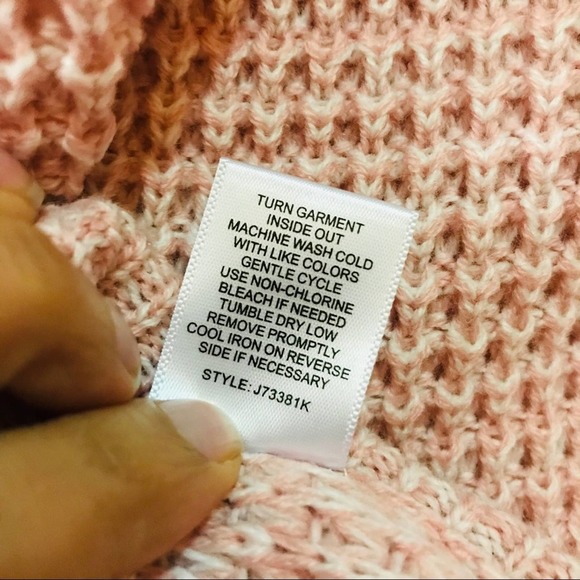 TURN GARMENT
INSIDE OUT
MACHINE WASH COLD
WITH LIKE COLORS
GENTLE CYCLE
USE NON-CHLORINE
BLEACH IF NEEDED
TUMBLE DRY LOW
REMOVE PROMPTLY
COOL IRON ON REVERSE
SIDE IF NECESSARY
STYLE: J73381K